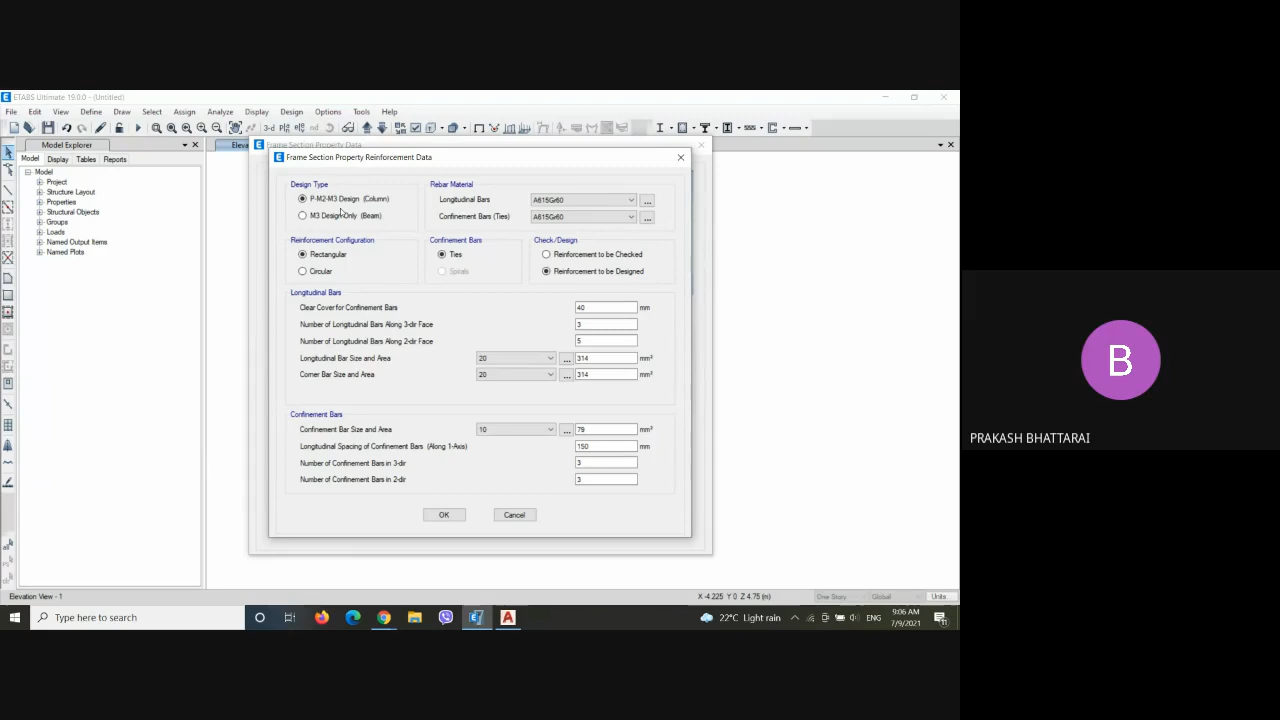 ETABS Ultimate 19.0.0 - (Untitled)
File Edit View Define Draw Select Assign Analyze Display Design Options Tools Help
3-d
Model Explorer
Eleva
Model Display Tables Reports
Model
Project
Structure Layout
Properties
Structural Objects
Groups
Loads
Named Output Items
Named Plots
Frame Section Property Data
Frame Section Property Reinforcement Data
Design Type
P-M2-M3 Design (Column)
M3 Design Only (Beam)
Rebar Material
Longitudinal Bars A615Gr60 ...
Confinement Bars (Ties) A615Gr60 ...
Reinforcement Configuration
Rectangular
Circular
Confinement Bars
Ties
Spirals
Check/Design
Reinforcement to be Checked
Reinforcement to be Designed
Longitudinal Bars
Clear Cover for Confinement Bars 40 mm
Number of Longitudinal Bars Along 3-dir Face 3
Number of Longitudinal Bars Along 2-dir Face 5
Longitudinal Bar Size and Area 20 ... 314 mm²
Corner Bar Size and Area 20 ... 314 mm²
Confinement Bars
Confinement Bar Size and Area 10 ... 79 mm²
Longitudinal Spacing of Confinement Bars (Along 1-Axis) 150 mm
Number of Confinement Bars in 3-dir 3
Number of Confinement Bars in 2-dir 3
OK Cancel
Elevation View - 1
X -4.225 Y 0 Z 4.75 (m)
One Story Global Units...
Type here to search
22°C Light rain
ENG
9:06 AM
7/9/2021
B
PRAKASH BHATTARAI